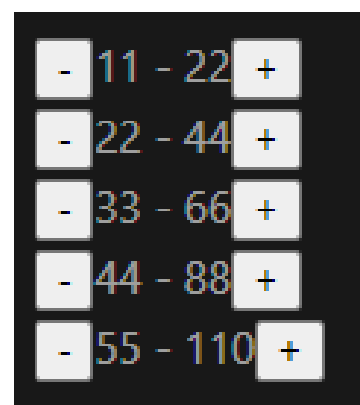 - 11 - 22 +
- 22 - 44 +
- 33 - 66 +
- 44 - 88 +
- 55 - 110 +